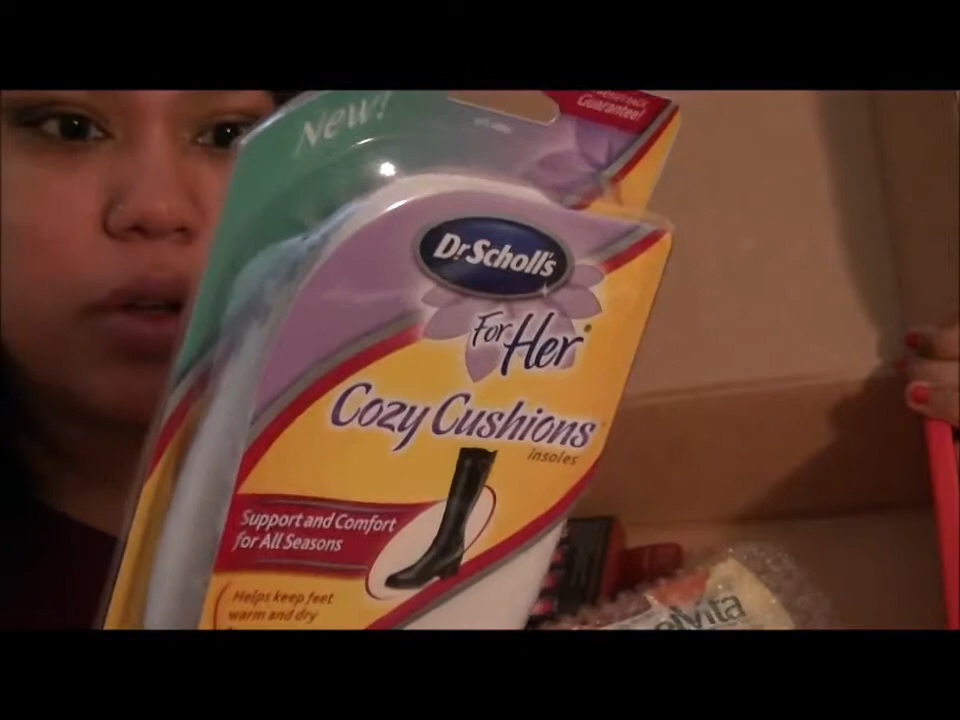 New!
Guarantee!
Dr Scholl's
For Her
Cozy Cushions
insoles
Support and Comfort
for All Seasons
Helps keep feet
warm and dry
elVita